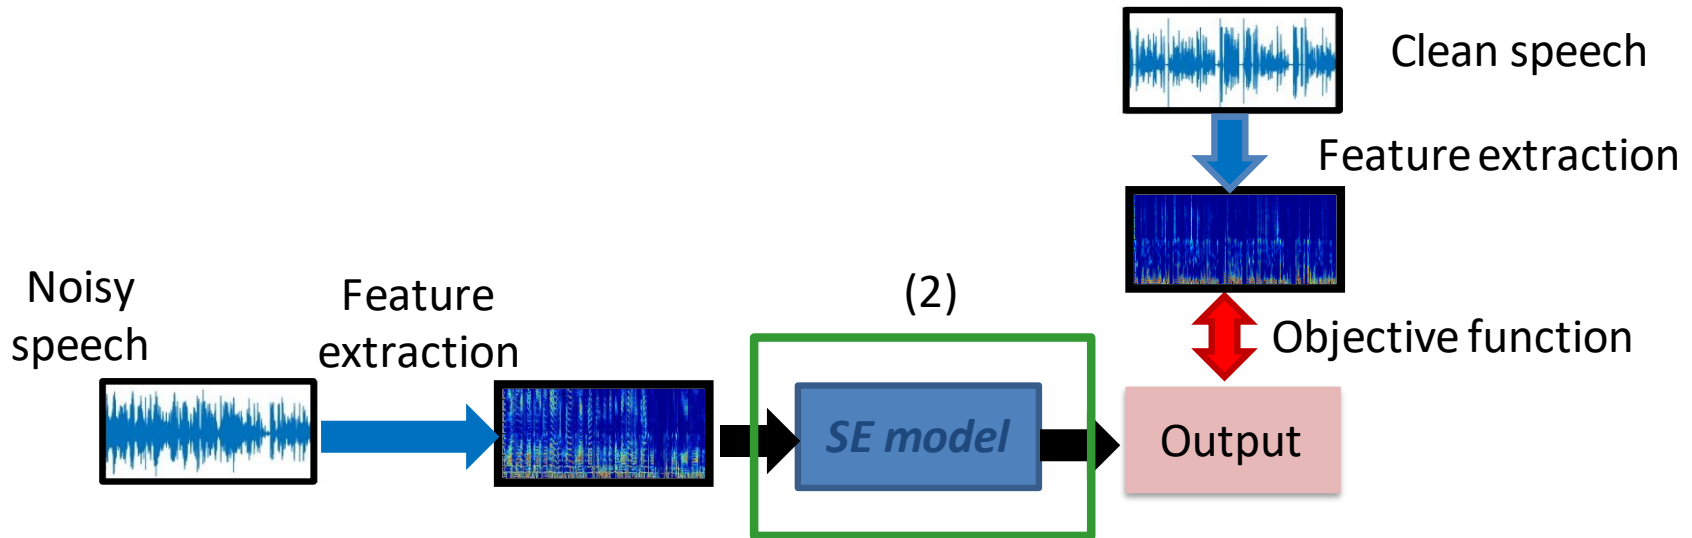 Clean speech
Feature extraction
Noisy
speech
Feature
extraction
(2)
Objective function
SE model
Output